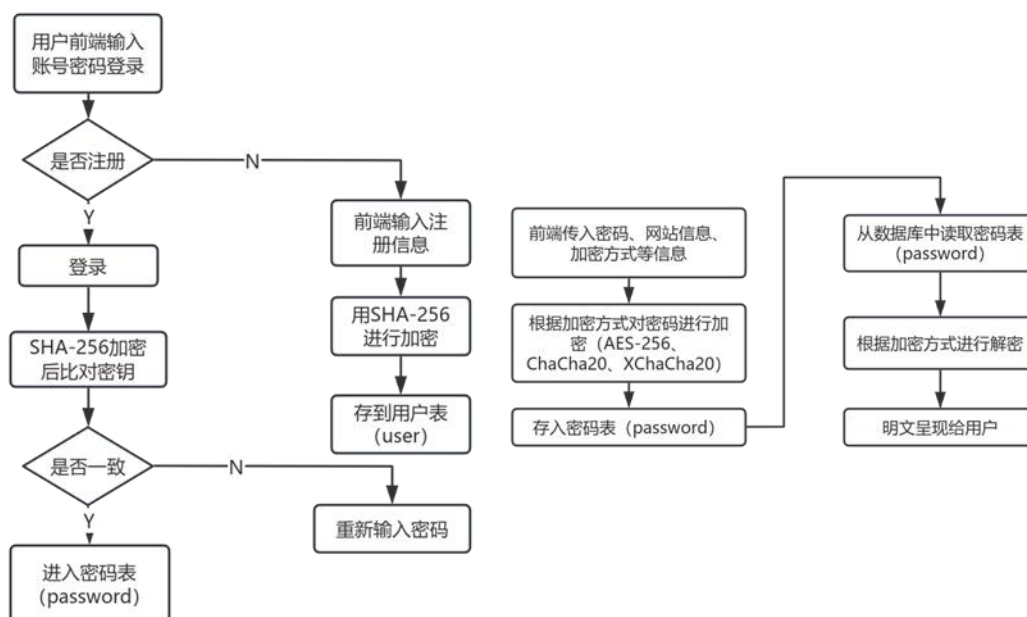 用户前端输入
账号密码登录
是否注册
N
Y
登录
SHA-256加密
后比对密钥
是否一致
N
Y
进入密码表
（password）
前端输入注
册信息
用SHA-256
进行加密
存到用户表
（user）
重新输入密码
前端传入密码、网站信息、
加密方式等信息
根据加密方式对密码进行加
密（AES-256、
ChaCha20、XChaCha20）
存入密码表（password）
从数据库中读取密码表
（password）
根据加密方式进行解密
明文呈现给用户